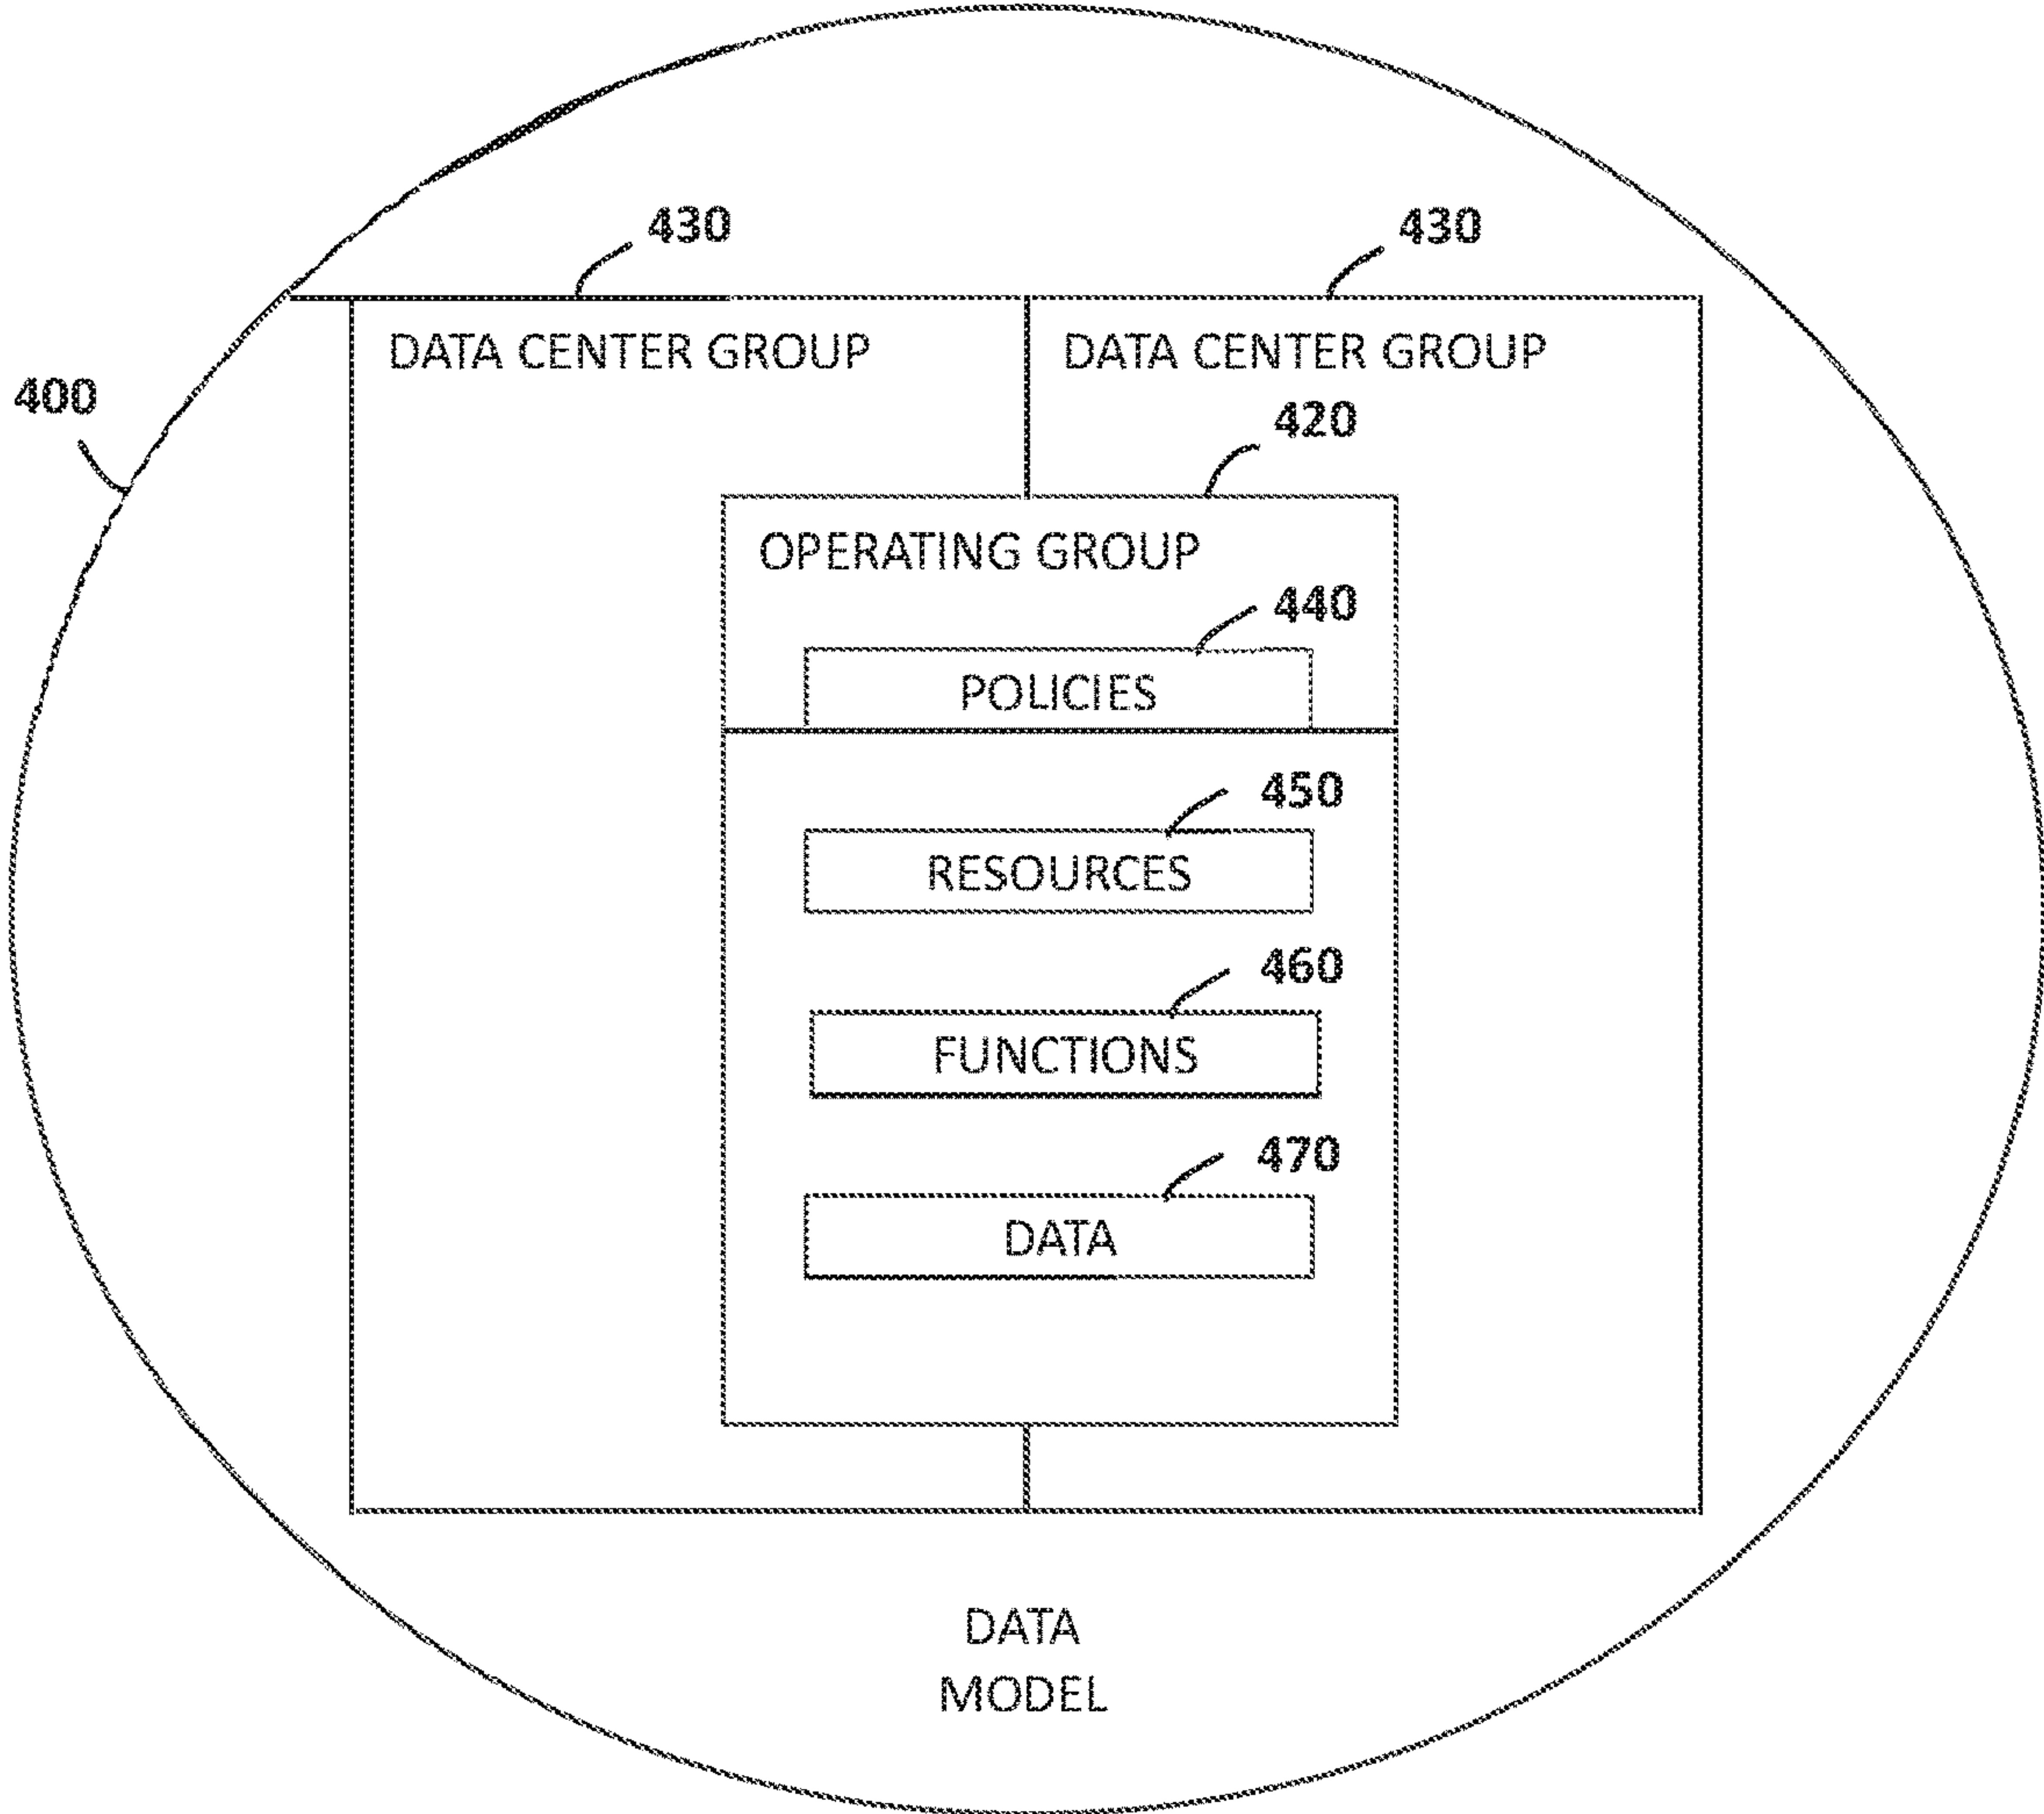 430
430
DATA CENTER GROUP
DATA CENTER GROUP
400
420
OPERATING GROUP
440
POLICIES
450
RESOURCES
460
FUNCTIONS
470
DATA
DATA
MODEL